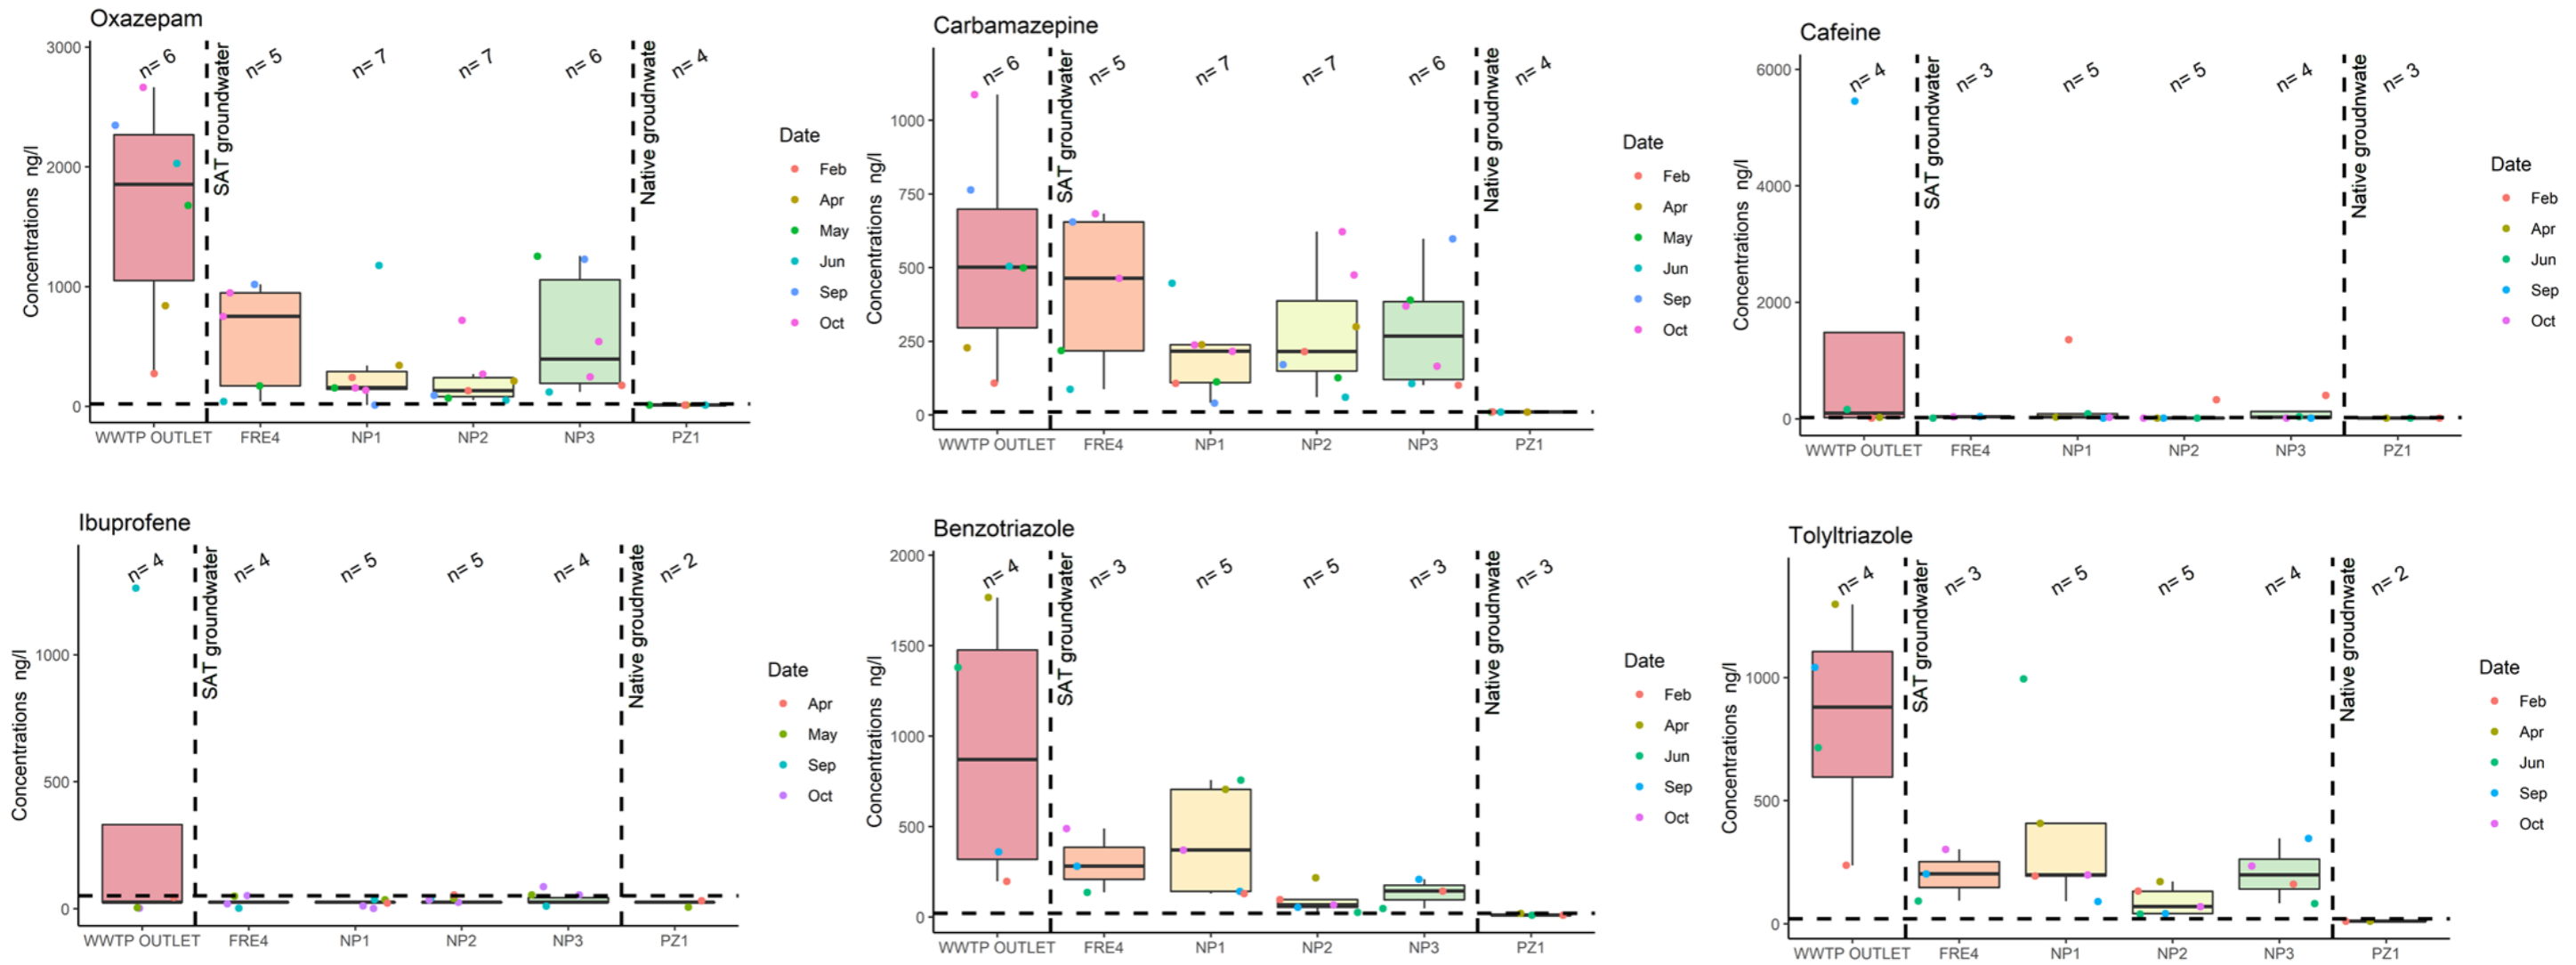 Oxazepam
Concentrations ng/l
3000
2000
1000
0
n= 6
n= 5
n= 7
n= 7
n= 6
n= 4
SAT groundwater
Native groudnwate
WWTP OUTLET
FRE4
NP1
NP2
NP3
PZ1
Date
Feb
Apr
May
Jun
Sep
Oct
Carbamazepine
Concentrations ng/l
1000
750
500
250
0
n= 6
n= 5
n= 7
n= 7
n= 6
n= 4
SAT groundwater
Native groudnwate
WWTP OUTLET
FRE4
NP1
NP2
NP3
PZ1
Date
Feb
Apr
May
Jun
Sep
Oct
Cafeine
Concentrations ng/l
6000
4000
2000
0
n= 4
n= 3
n= 5
n= 5
n= 4
n= 3
SAT groundwater
Native groudnwate
WWTP OUTLET
FRE4
NP1
NP2
NP3
PZ1
Date
Feb
Apr
Jun
Sep
Oct
Ibuprofene
Concentrations ng/l
1000
500
0
n= 4
n= 4
n= 5
n= 5
n= 4
n= 2
SAT groundwater
Native groudnwate
WWTP OUTLET
FRE4
NP1
NP2
NP3
PZ1
Date
Apr
May
Sep
Oct
Benzotriazole
Concentrations ng/l
2000
1500
1000
500
0
n= 4
n= 3
n= 5
n= 5
n= 3
n= 3
SAT groundwater
Native groudnwate
WWTP OUTLET
FRE4
NP1
NP2
NP3
PZ1
Date
Feb
Apr
Jun
Sep
Oct
Tolyltriazole
Concentrations ng/l
1000
500
0
n= 4
n= 3
n= 5
n= 5
n= 4
n= 2
SAT groundwater
Native groudnwate
WWTP OUTLET
FRE4
NP1
NP2
NP3
PZ1
Date
Feb
Apr
Jun
Sep
Oct